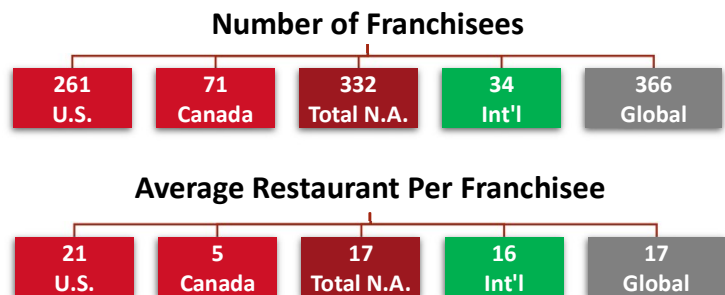 Number of Franchisees
261 71 332 34 366
U.S. Canada Total N.A. Int'l Global
Average Restaurant Per Franchisee
21 5 17 16 17
U.S. Canada Total N.A. Int'l Global